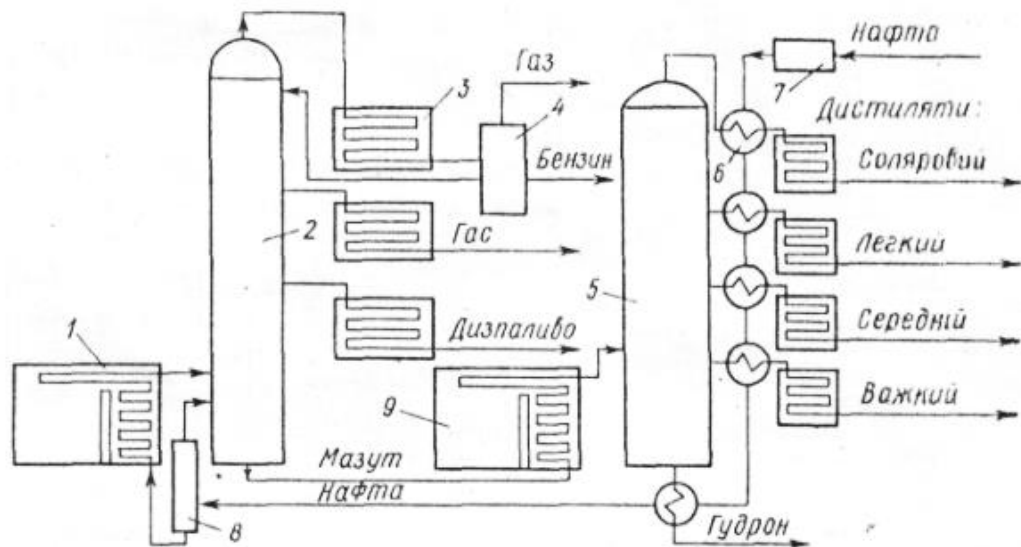 Нафта
7
Газ
3
4
Дистиляти:
6
Бензин
Соляровий
2
Гас
Легкий
5
1
Дизпаливо
Середній
9
Важкий
Мазут
Нафта
8
Гудрон